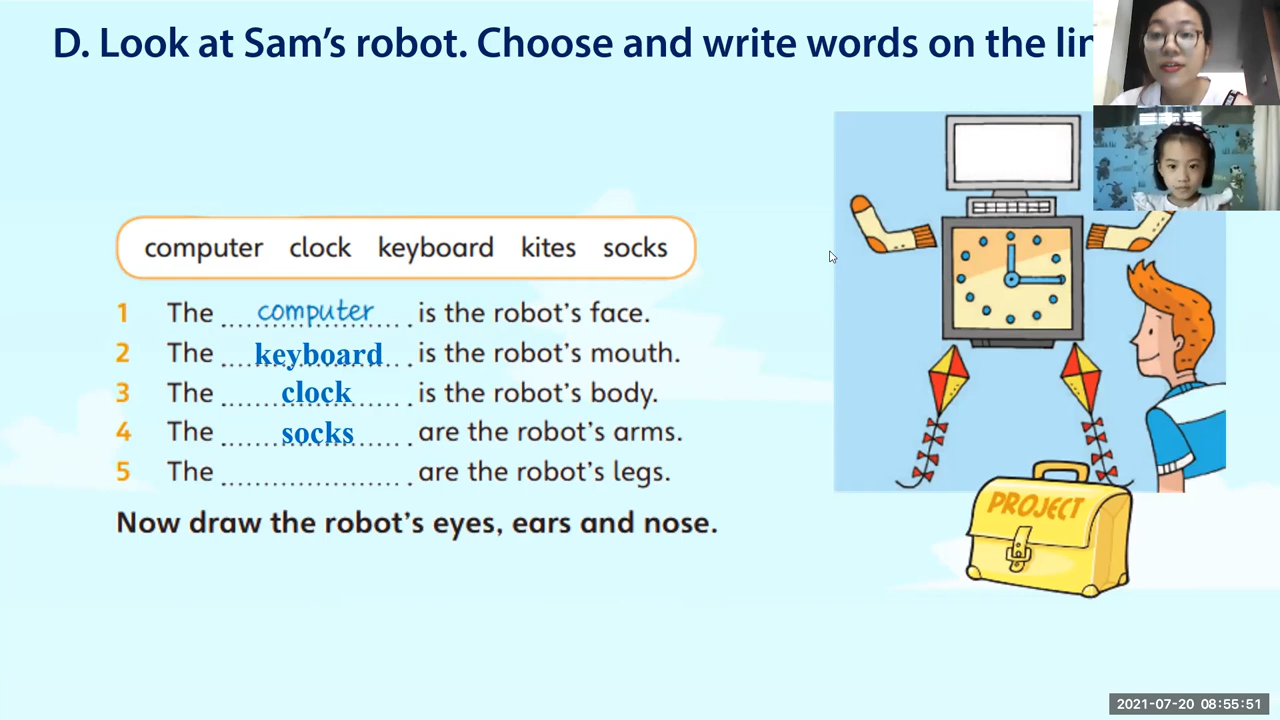 D. Look at Sam's robot. Choose and write words on the
computer clock keyboard kites socks
1 The computer is the robot's face.
2 The keyboard is the robot's mouth.
3 The clock is the robot's body.
4 The socks are the robot's arms.
5 The .................... are the robot's legs.
PROJECT
Now draw the robot's eyes, ears and nose.
2021-07-20 08:55:51